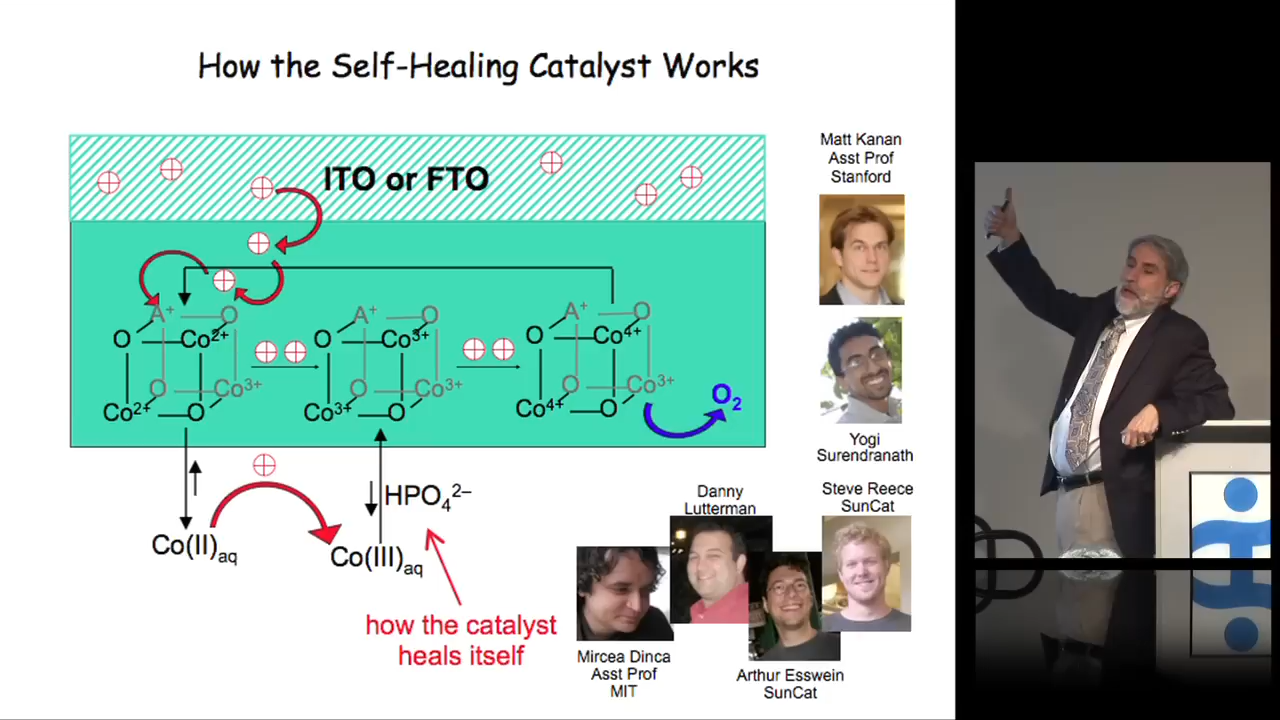 How the Self-Healing Catalyst Works
ITO or FTO
A⁺ O
O Co²⁺
O Co³⁺
Co²⁺ O
A⁺ O
O Co³⁺
O Co³⁺
Co³⁺ O
A⁺ O
O Co⁴⁺
O Co³⁺
Co⁴⁺ O
O₂
HPO₄²⁻
Co(II)aq
Co(III)aq
how the catalyst
heals itself
Matt Kanan
Asst Prof
Stanford
Yogi
Surendranath
Steve Reece
SunCat
Danny
Lutterman
Mircea Dinca
Asst Prof
MIT
Arthur Esswein
SunCat